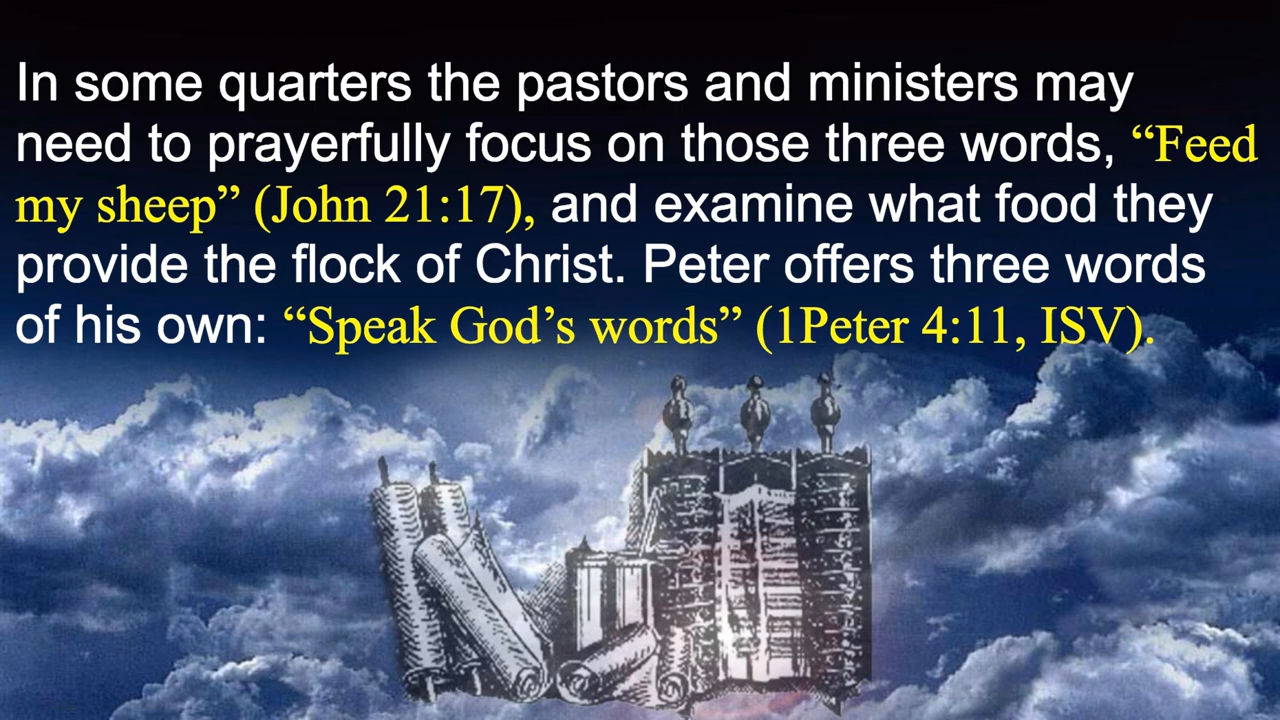 In some quarters the pastors and ministers may
need to prayerfully focus on those three words, “Feed
my sheep” (John 21:17), and examine what food they
provide the flock of Christ. Peter offers three words
of his own: “Speak God’s words” (1Peter 4:11, ISV).